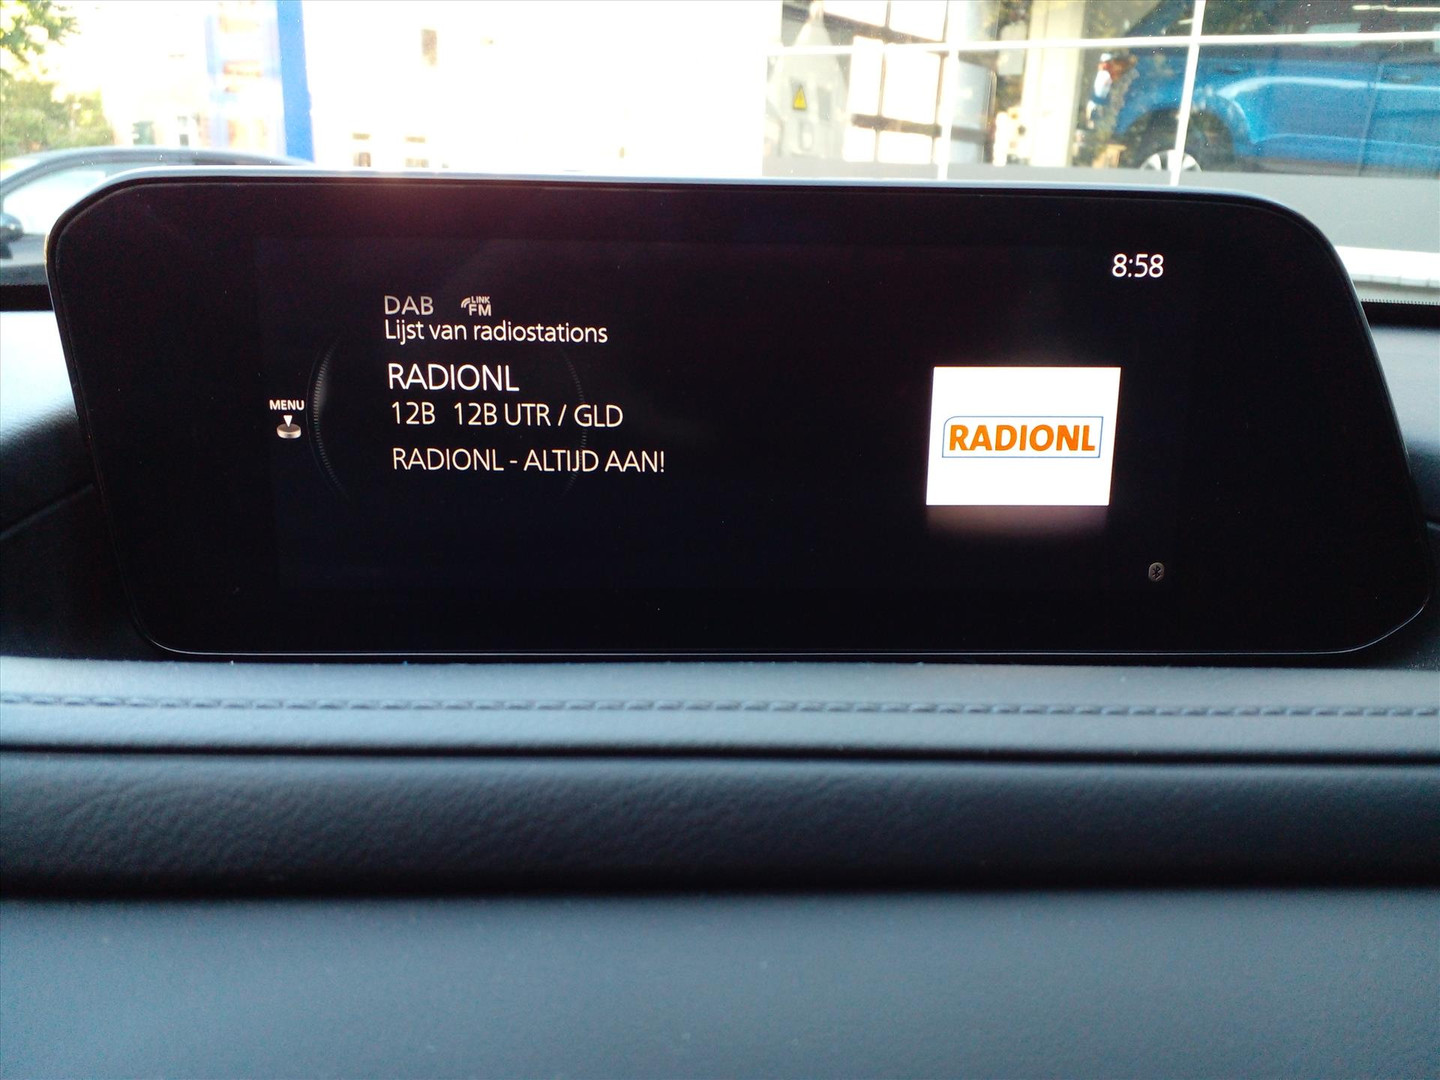 8:58
DAB LINK FM
Lijst van radiostations
RADIONL
12B 12B UTR / GLD
RADIONL - ALTIJD AAN!
MENU
RADIONL